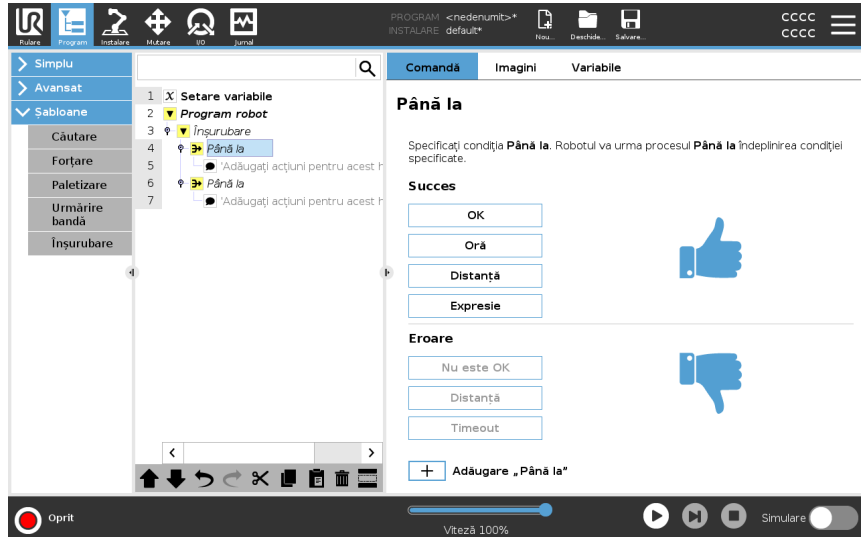 UR
PROGRAM <nedenumit>*
INSTALARE default*
CCCC
CCCC
Rulare Program Instalare Mutare I/O Jurnal Nou... Deschide... Salvare...
Simplu
Avansat
Șabloane
Căutare
Forțare
Paletizare
Urmărire
bandă
Înșurubare
1 X Setare variabile
2 Program robot
3 Înșurubare
4 Până la
5 'Adăugați acțiuni pentru acest h
6 Până la
7 'Adăugați acțiuni pentru acest h
Comandă Imagini Variabile
Până la
Specificați condiția Până la. Robotul va urma procesul Până la îndeplinirea condiției
specificate.
Succes
OK
Oră
Distanță
Expresie
Eroare
Nu este OK
Distanță
Timeout
+ Adăugare „Până la”
Oprit
Viteză 100%
Simulare